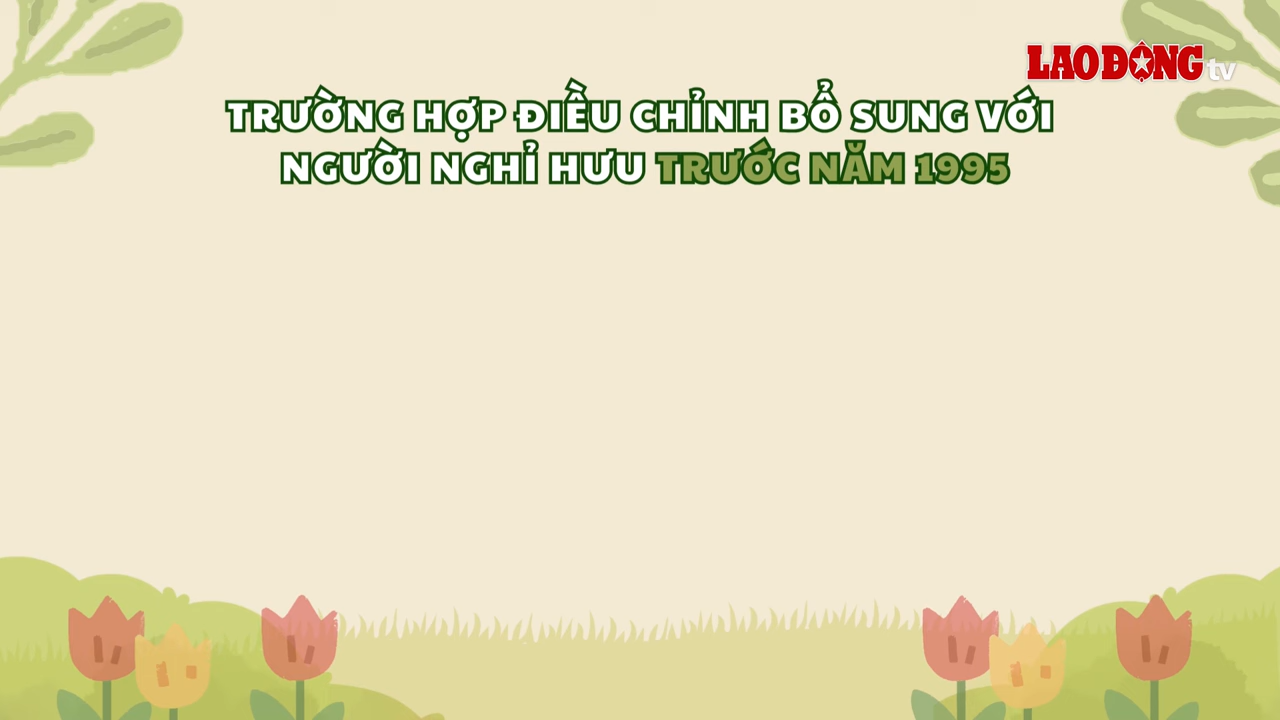 LAO ĐỘNG tv
TRƯỜNG HỢP ĐIỀU CHỈNH BỔ SUNG VỚI
NGƯỜI NGHỈ HƯU TRƯỚC NĂM 1995